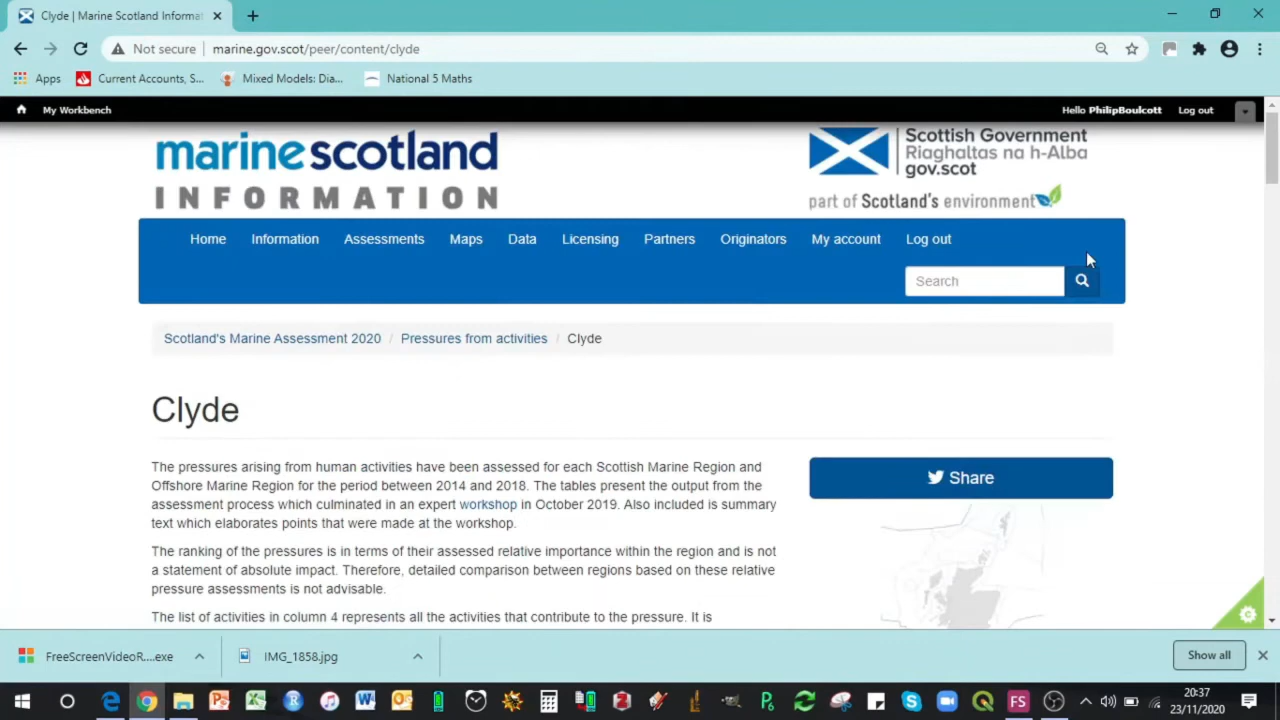 Clyde | Marine Scotland Informat
Not secure marine.gov.scot/peer/content/clyde
Apps Current Accounts, S... Mixed Models: Dia... National 5 Maths
My Workbench Hello PhilipBoulcott Log out
marinescotland
INFORMATION
Scottish Government
Riaghaltas na h-Alba
gov.scot
part of Scotland's environment
Home Information Assessments Maps Data Licensing Partners Originators My account Log out
Search
Scotland's Marine Assessment 2020 / Pressures from activities / Clyde
Clyde
The pressures arising from human activities have been assessed for each Scottish Marine Region and
Offshore Marine Region for the period between 2014 and 2018. The tables present the output from the
assessment process which culminated in an expert workshop in October 2019. Also included is summary
text which elaborates points that were made at the workshop.
Share
The ranking of the pressures is in terms of their assessed relative importance within the region and is not
a statement of absolute impact. Therefore, detailed comparison between regions based on these relative
pressure assessments is not advisable.
The list of activities in column 4 represents all the activities that contribute to the pressure. It is
FreeScreenVideoR....exe IMG_1858.jpg Show all
20:37
23/11/2020